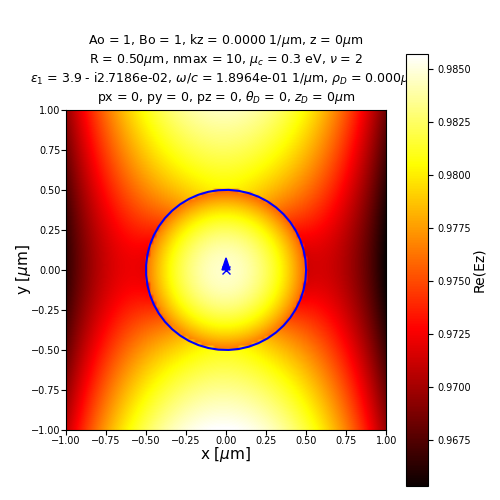 Ao = 1, Bo = 1, kz = 0.0000 1/μm, z = 0μm
R = 0.50μm, nmax = 10, μc = 0.3 eV, ν = 2
ε1 = 3.9 - i2.7186e-02, ω/c = 1.8964e-01 1/μm, ρD = 0.000μ
px = 0, py = 0, pz = 0, θD = 0, zD = 0μm
1.00
0.75
0.50
0.25
0.00
−0.25
−0.50
−0.75
−1.00
y [μm]
−1.00 −0.75 −0.50 −0.25 0.00 0.25 0.50 0.75 1.00
x [μm]
0.9850
0.9825
0.9800
0.9775
0.9750
0.9725
0.9700
0.9675
Re(Ez)